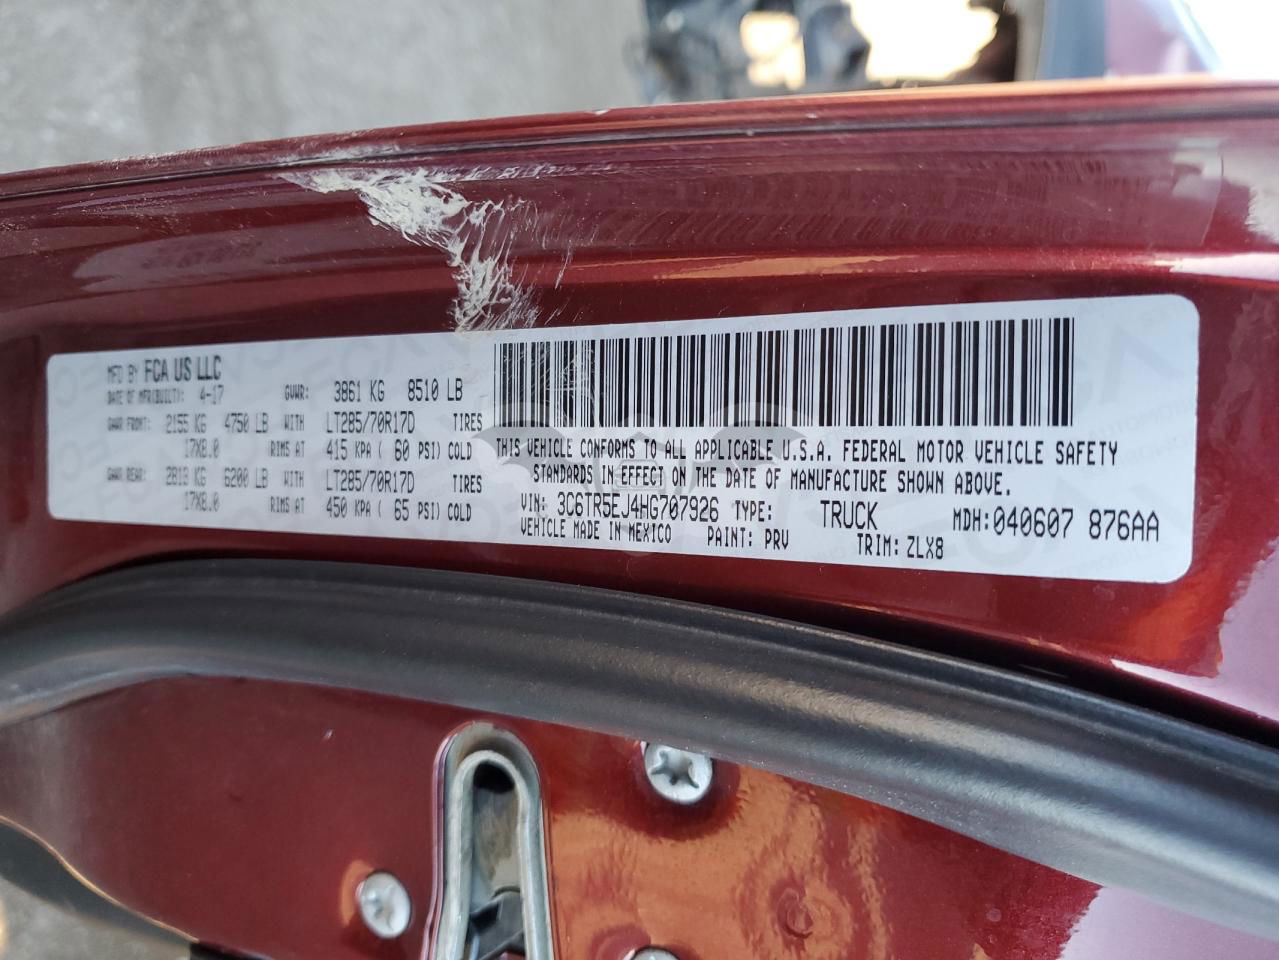 MFD BY FCA US LLC
DATE OF MFR(BUILT): 4-17 GVWR: 3861 KG 8510 LB
GAWR FRONT: 2155 KG 4750 LB WITH LT285/70R17D TIRES
17X8.0 RIMS AT 415 KPA ( 60 PSI) COLD
GAWR REAR: 2813 KG 6200 LB WITH LT285/70R17D TIRES
17X8.0 RIMS AT 450 KPA ( 65 PSI) COLD
THIS VEHICLE CONFORMS TO ALL APPLICABLE U.S.A. FEDERAL MOTOR VEHICLE SAFETY
STANDARDS IN EFFECT ON THE DATE OF MANUFACTURE SHOWN ABOVE.
VIN: 3C6TR5EJ4HG707926 TYPE: TRUCK MDH:040607 876AA
VEHICLE MADE IN MEXICO PAINT: PRV TRIM: ZLX8